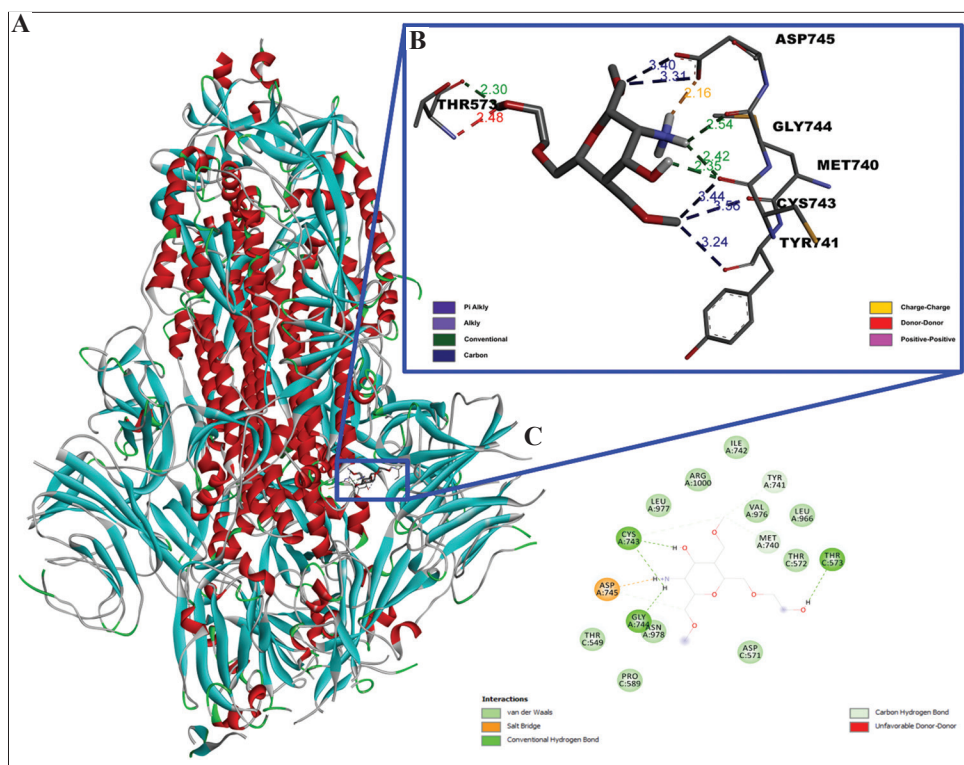 A
B
ASP745
3.40
3.31
2.16
2.30
THR573
2.48
2.54
GLY744
2.42
2.35
MET740
3.44
CYS743
3.56
TYR741
3.24
Pi Alkly
Alkly
Conventional
Carbon
Charge-Charge
Donor-Donor
Positive-Positive
C
ILE
A:742
ARG
A:1000
TYR
A:741
LEU
A:977
VAL
A:976
LEU
A:966
CYS
A:743
H
O
O
MET
A:740
THR
C:572
THR
C:573
ASP
A:745
H N
H
O
O
H
O
GLY
A:744
ASN
A:978
O
THR
C:549
ASP
C:571
PRO
C:589
Interactions
van der Waals
Salt Bridge
Conventional Hydrogen Bond
Carbon Hydrogen Bond
Unfavorable Donor-Donor